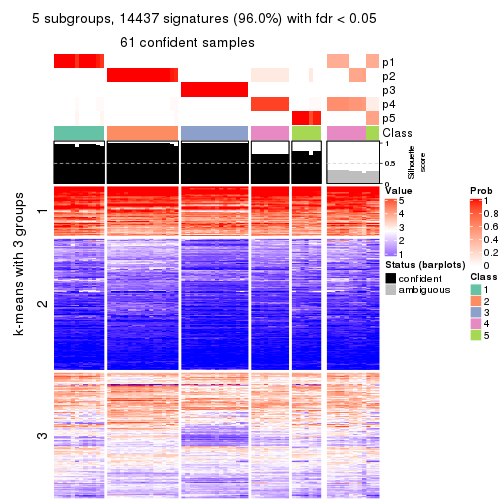 5 subgroups, 14437 signatures (96.0%) with fdr < 0.05
61 confident samples
p1
p2
p3
p4
p5
Class
1
0.5
0
Silhouette
score
k-means with 3 groups
1
2
3
Value
5
4
3
2
1
Status (barplots)
confident
ambiguous
Prob
1
0.8
0.6
0.4
0.2
0
Class
1
2
3
4
5